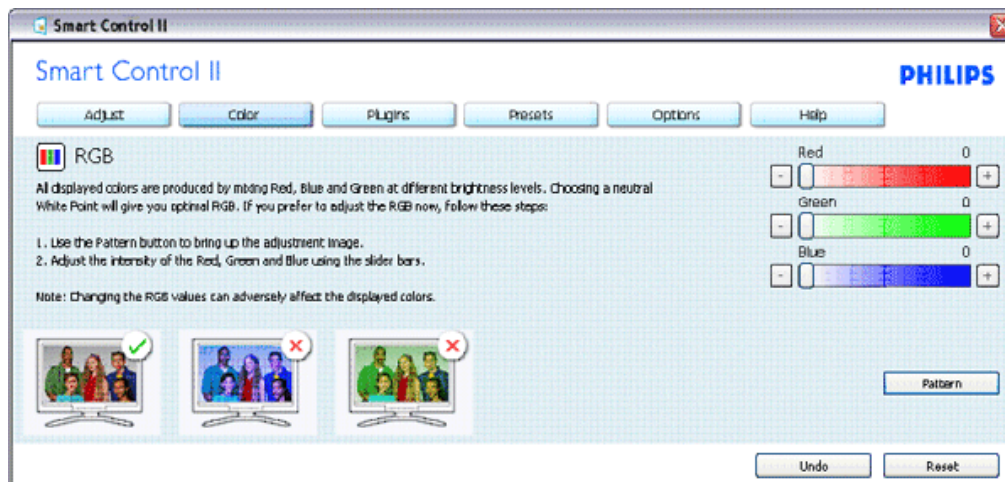 Smart Control II
Smart Control II
PHILIPS
Adjust Color Plugins Presets Options Help
RGB
All displayed colors are produced by mixing Red, Blue and Green at different brightness levels. Choosing a neutral
White Point will give you optimal RGB. If you prefer to adjust the RGB now, follow these steps:
1. Use the Pattern button to bring up the adjustment image.
2. Adjust the intensity of the Red, Green and Blue using the slider bars.
Note: Changing the RGB values can adversely affect the displayed colors.
Red 0
- +
Green 0
- +
Blue 0
- +
Pattern
Undo Reset